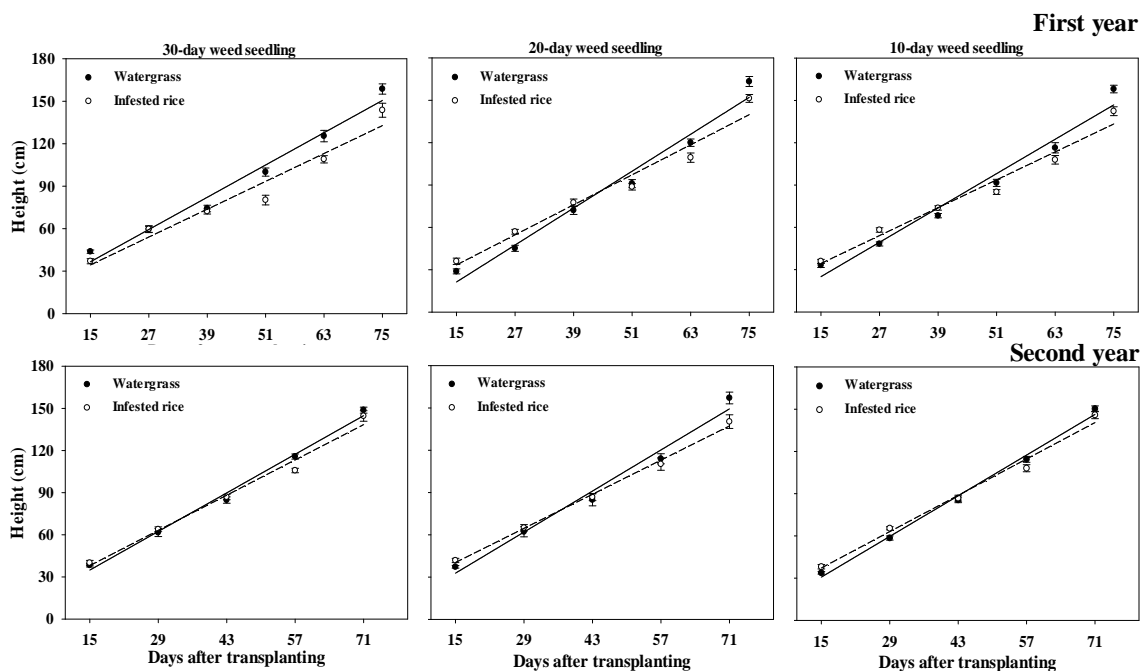 First year
30-day weed seedling
20-day weed seedling
10-day weed seedling
Height (cm)
180
150
120
90
60
30
0
Watergrass
Infested rice
15 27 39 51 63 75
Watergrass
Infested rice
15 27 39 51 63 75
Watergrass
Infested rice
15 27 39 51 63 75
Second year
Height (cm)
180
150
120
90
60
30
0
Watergrass
Infested rice
15 29 43 57 71
Days after transplanting
Watergrass
Infested rice
15 29 43 57 71
Days after transplanting
Watergrass
Infested rice
15 29 43 57 71
Days after transplanting